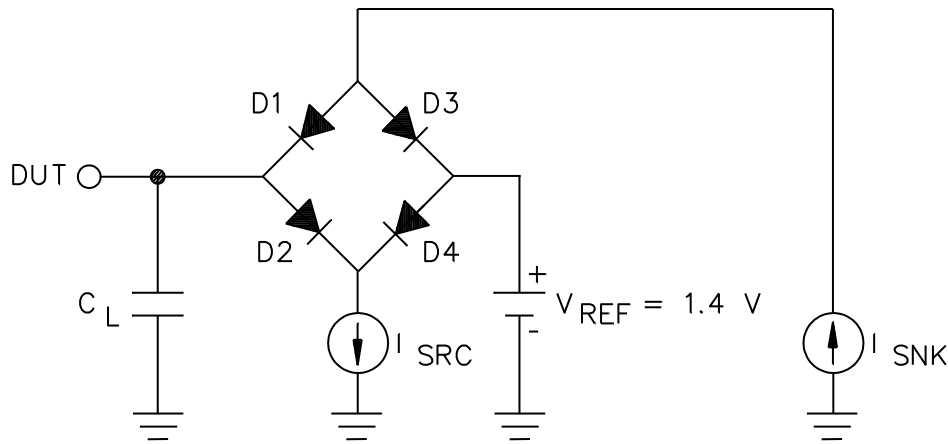 D1
D3
DUT
D2
D4
+
C L
V REF = 1.4 V
-
I SRC
I SNK